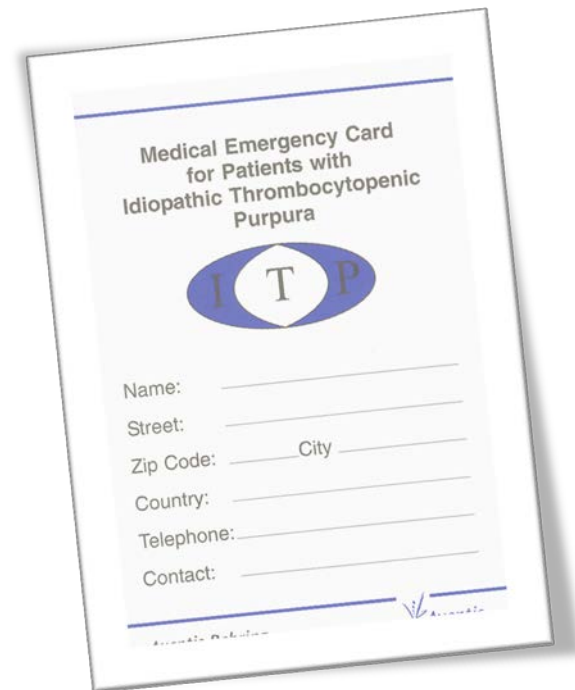 Medical Emergency Card
for Patients with
Idiopathic Thrombocytopenic
Purpura
I T P
Name:
Street:
Zip Code: City
Country:
Telephone:
Contact: